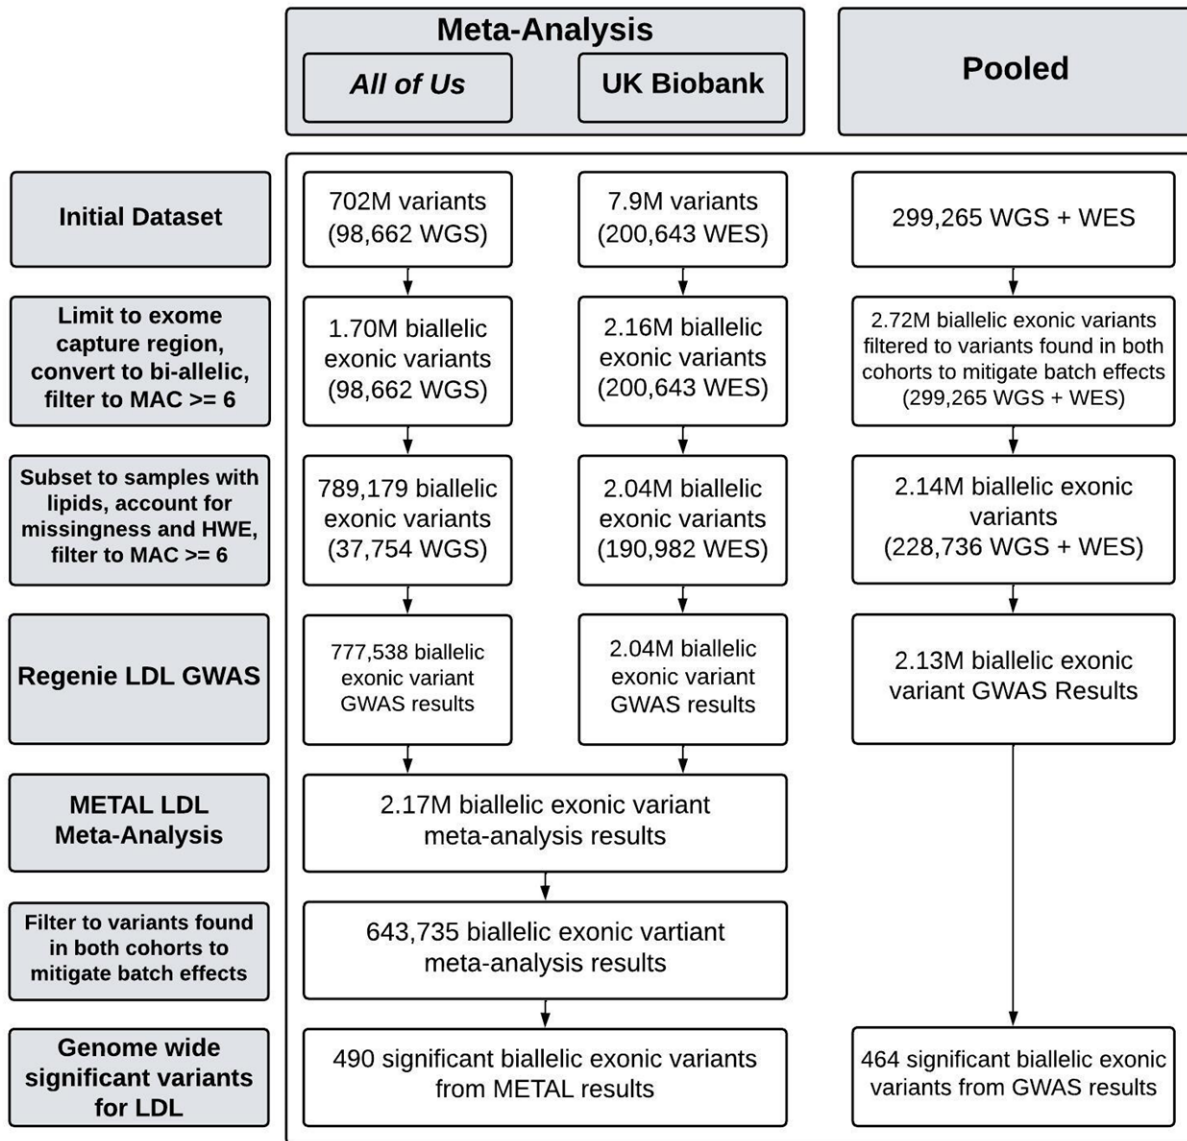 Meta-Analysis
All of Us
UK Biobank
Pooled
Initial Dataset
702M variants
(98,662 WGS)
7.9M variants
(200,643 WES)
299,265 WGS + WES
Limit to exome
capture region,
convert to bi-allelic,
filter to MAC >= 6
1.70M biallelic
exonic variants
(98,662 WGS)
2.16M biallelic
exonic variants
(200,643 WES)
2.72M biallelic exonic variants
filtered to variants found in both
cohorts to mitigate batch effects
(299,265 WGS + WES)
Subset to samples with
lipids, account for
missingness and HWE,
filter to MAC >= 6
789,179 biallelic
exonic variants
(37,754 WGS)
2.04M biallelic
exonic variants
(190,982 WES)
2.14M biallelic exonic
variants
(228,736 WGS + WES)
Regenie LDL GWAS
777,538 biallelic
exonic variant
GWAS results
2.04M biallelic
exonic variant
GWAS results
2.13M biallelic exonic
variant GWAS Results
METAL LDL
Meta-Analysis
2.17M biallelic exonic variant
meta-analysis results
Filter to variants found
in both cohorts to
mitigate batch effects
643,735 biallelic exonic vartiant
meta-analysis results
Genome wide
significant variants
for LDL
490 significant biallelic exonic variants
from METAL results
464 significant biallelic exonic
variants from GWAS results